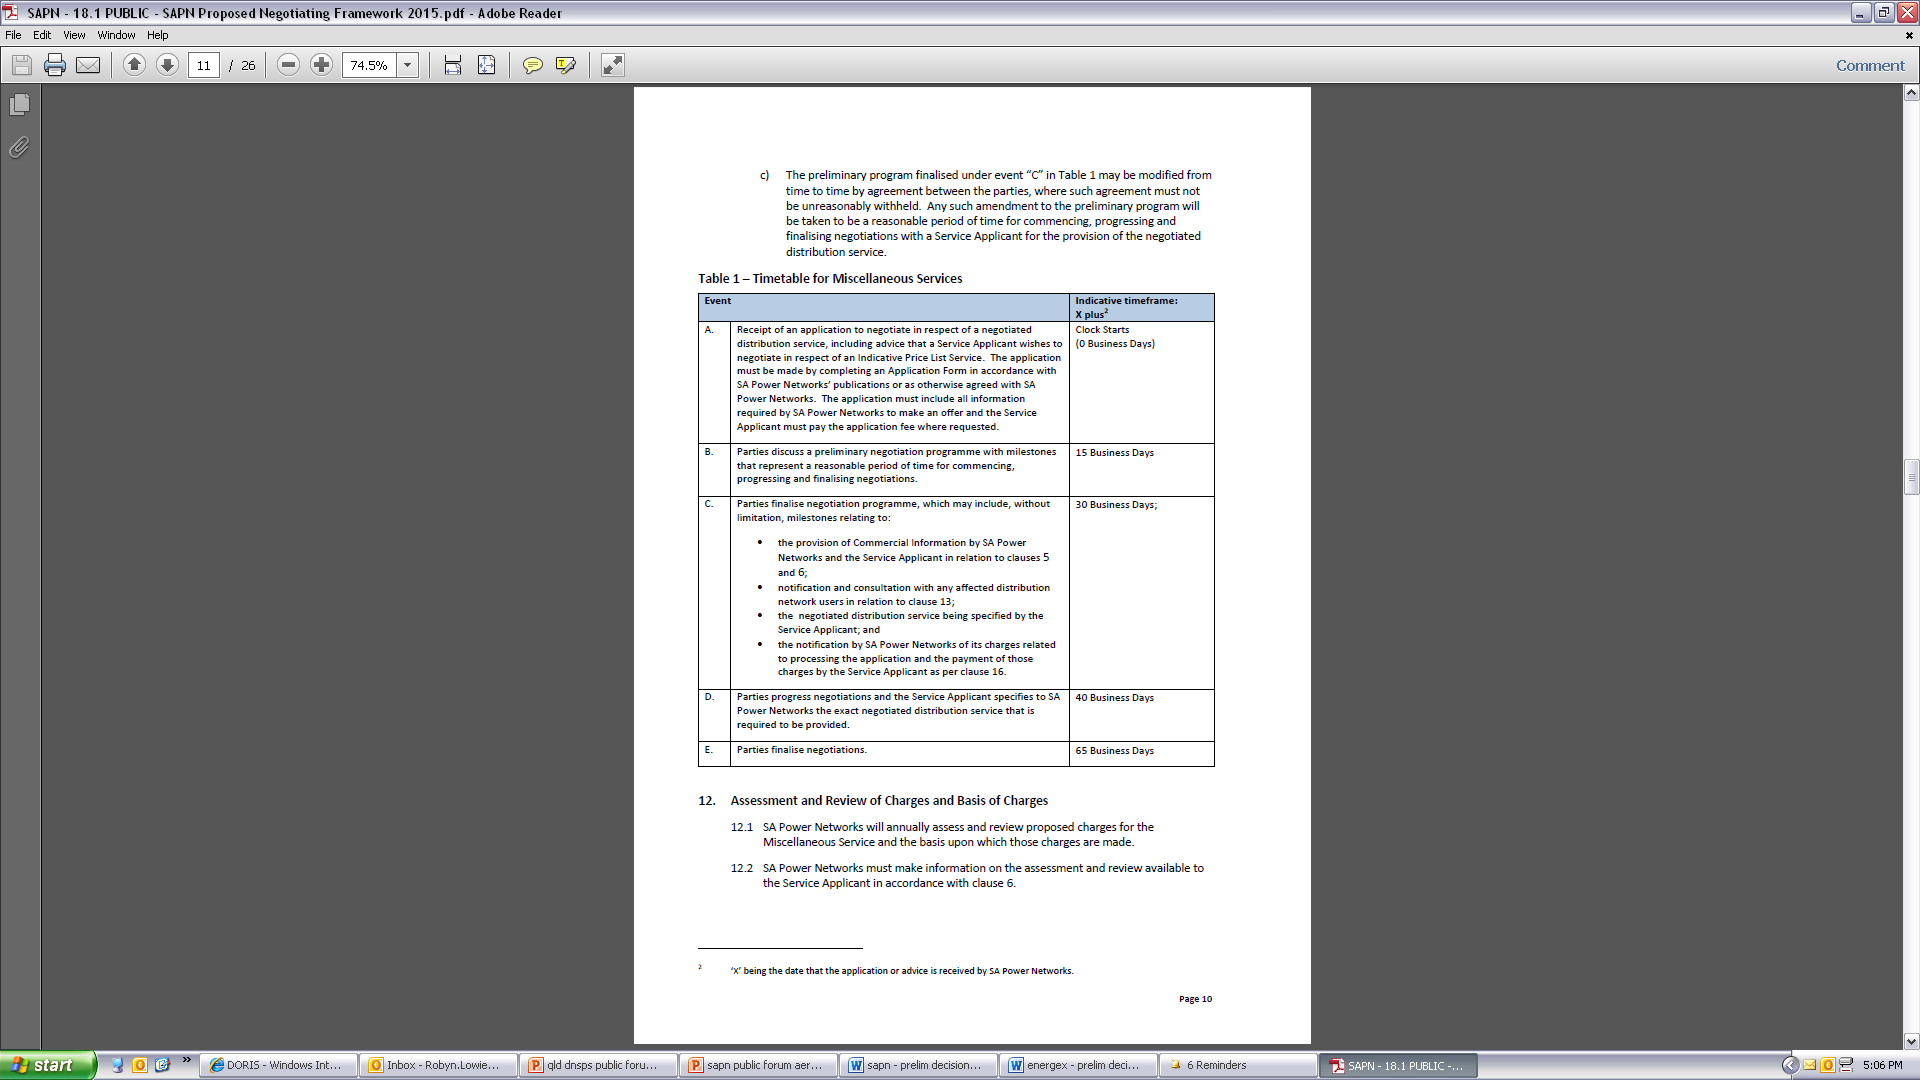 SAPN - 18.1 PUBLIC - SAPN Proposed Negotiating Framework 2015.pdf - Adobe Reader
File Edit View Window Help
11 / 26 74.5% Comment
c) The preliminary program finalised under event “C” in Table 1 may be modified from
time to time by agreement between the parties, where such agreement must not
be unreasonably withheld. Any such amendment to the preliminary program will
be taken to be a reasonable period of time for commencing, progressing and
finalising negotiations with a Service Applicant for the provision of the negotiated
distribution service.
Table 1 – Timetable for Miscellaneous Services
Event
Indicative timeframe:
X plus2
A. Receipt of an application to negotiate in respect of a negotiated
distribution service, including advice that a Service Applicant wishes to
negotiate in respect of an Indicative Price List Service. The application
must be made by completing an Application Form in accordance with
SA Power Networks’ publications or as otherwise agreed with SA
Power Networks. The application must include all information
required by SA Power Networks to make an offer and the Service
Applicant must pay the application fee where requested.
Clock Starts
(0 Business Days)
B. Parties discuss a preliminary negotiation programme with milestones
that represent a reasonable period of time for commencing,
progressing and finalising negotiations.
15 Business Days
C. Parties finalise negotiation programme, which may include, without
limitation, milestones relating to:
• the provision of Commercial Information by SA Power
Networks and the Service Applicant in relation to clauses 5
and 6;
• notification and consultation with any affected distribution
network users in relation to clause 13;
• the negotiated distribution service being specified by the
Service Applicant; and
• the notification by SA Power Networks of its charges related
to processing the application and the payment of those
charges by the Service Applicant as per clause 16.
30 Business Days;
D. Parties progress negotiations and the Service Applicant specifies to SA
Power Networks the exact negotiated distribution service that is
required to be provided.
40 Business Days
E. Parties finalise negotiations.
65 Business Days
12. Assessment and Review of Charges and Basis of Charges
12.1 SA Power Networks will annually assess and review proposed charges for the
Miscellaneous Service and the basis upon which those charges are made.
12.2 SA Power Networks must make information on the assessment and review available to
the Service Applicant in accordance with clause 6.
2 ‘X’ being the date that the application or advice is received by SA Power Networks.
Page 10
start DORIS - Windows Int... Inbox - Robyn.Lowie... qld dnsps public foru... sapn public forum aer... sapn - prelim decision... energex - prelim deci... 6 Reminders SAPN - 18.1 PUBLIC -... 5:06 PM